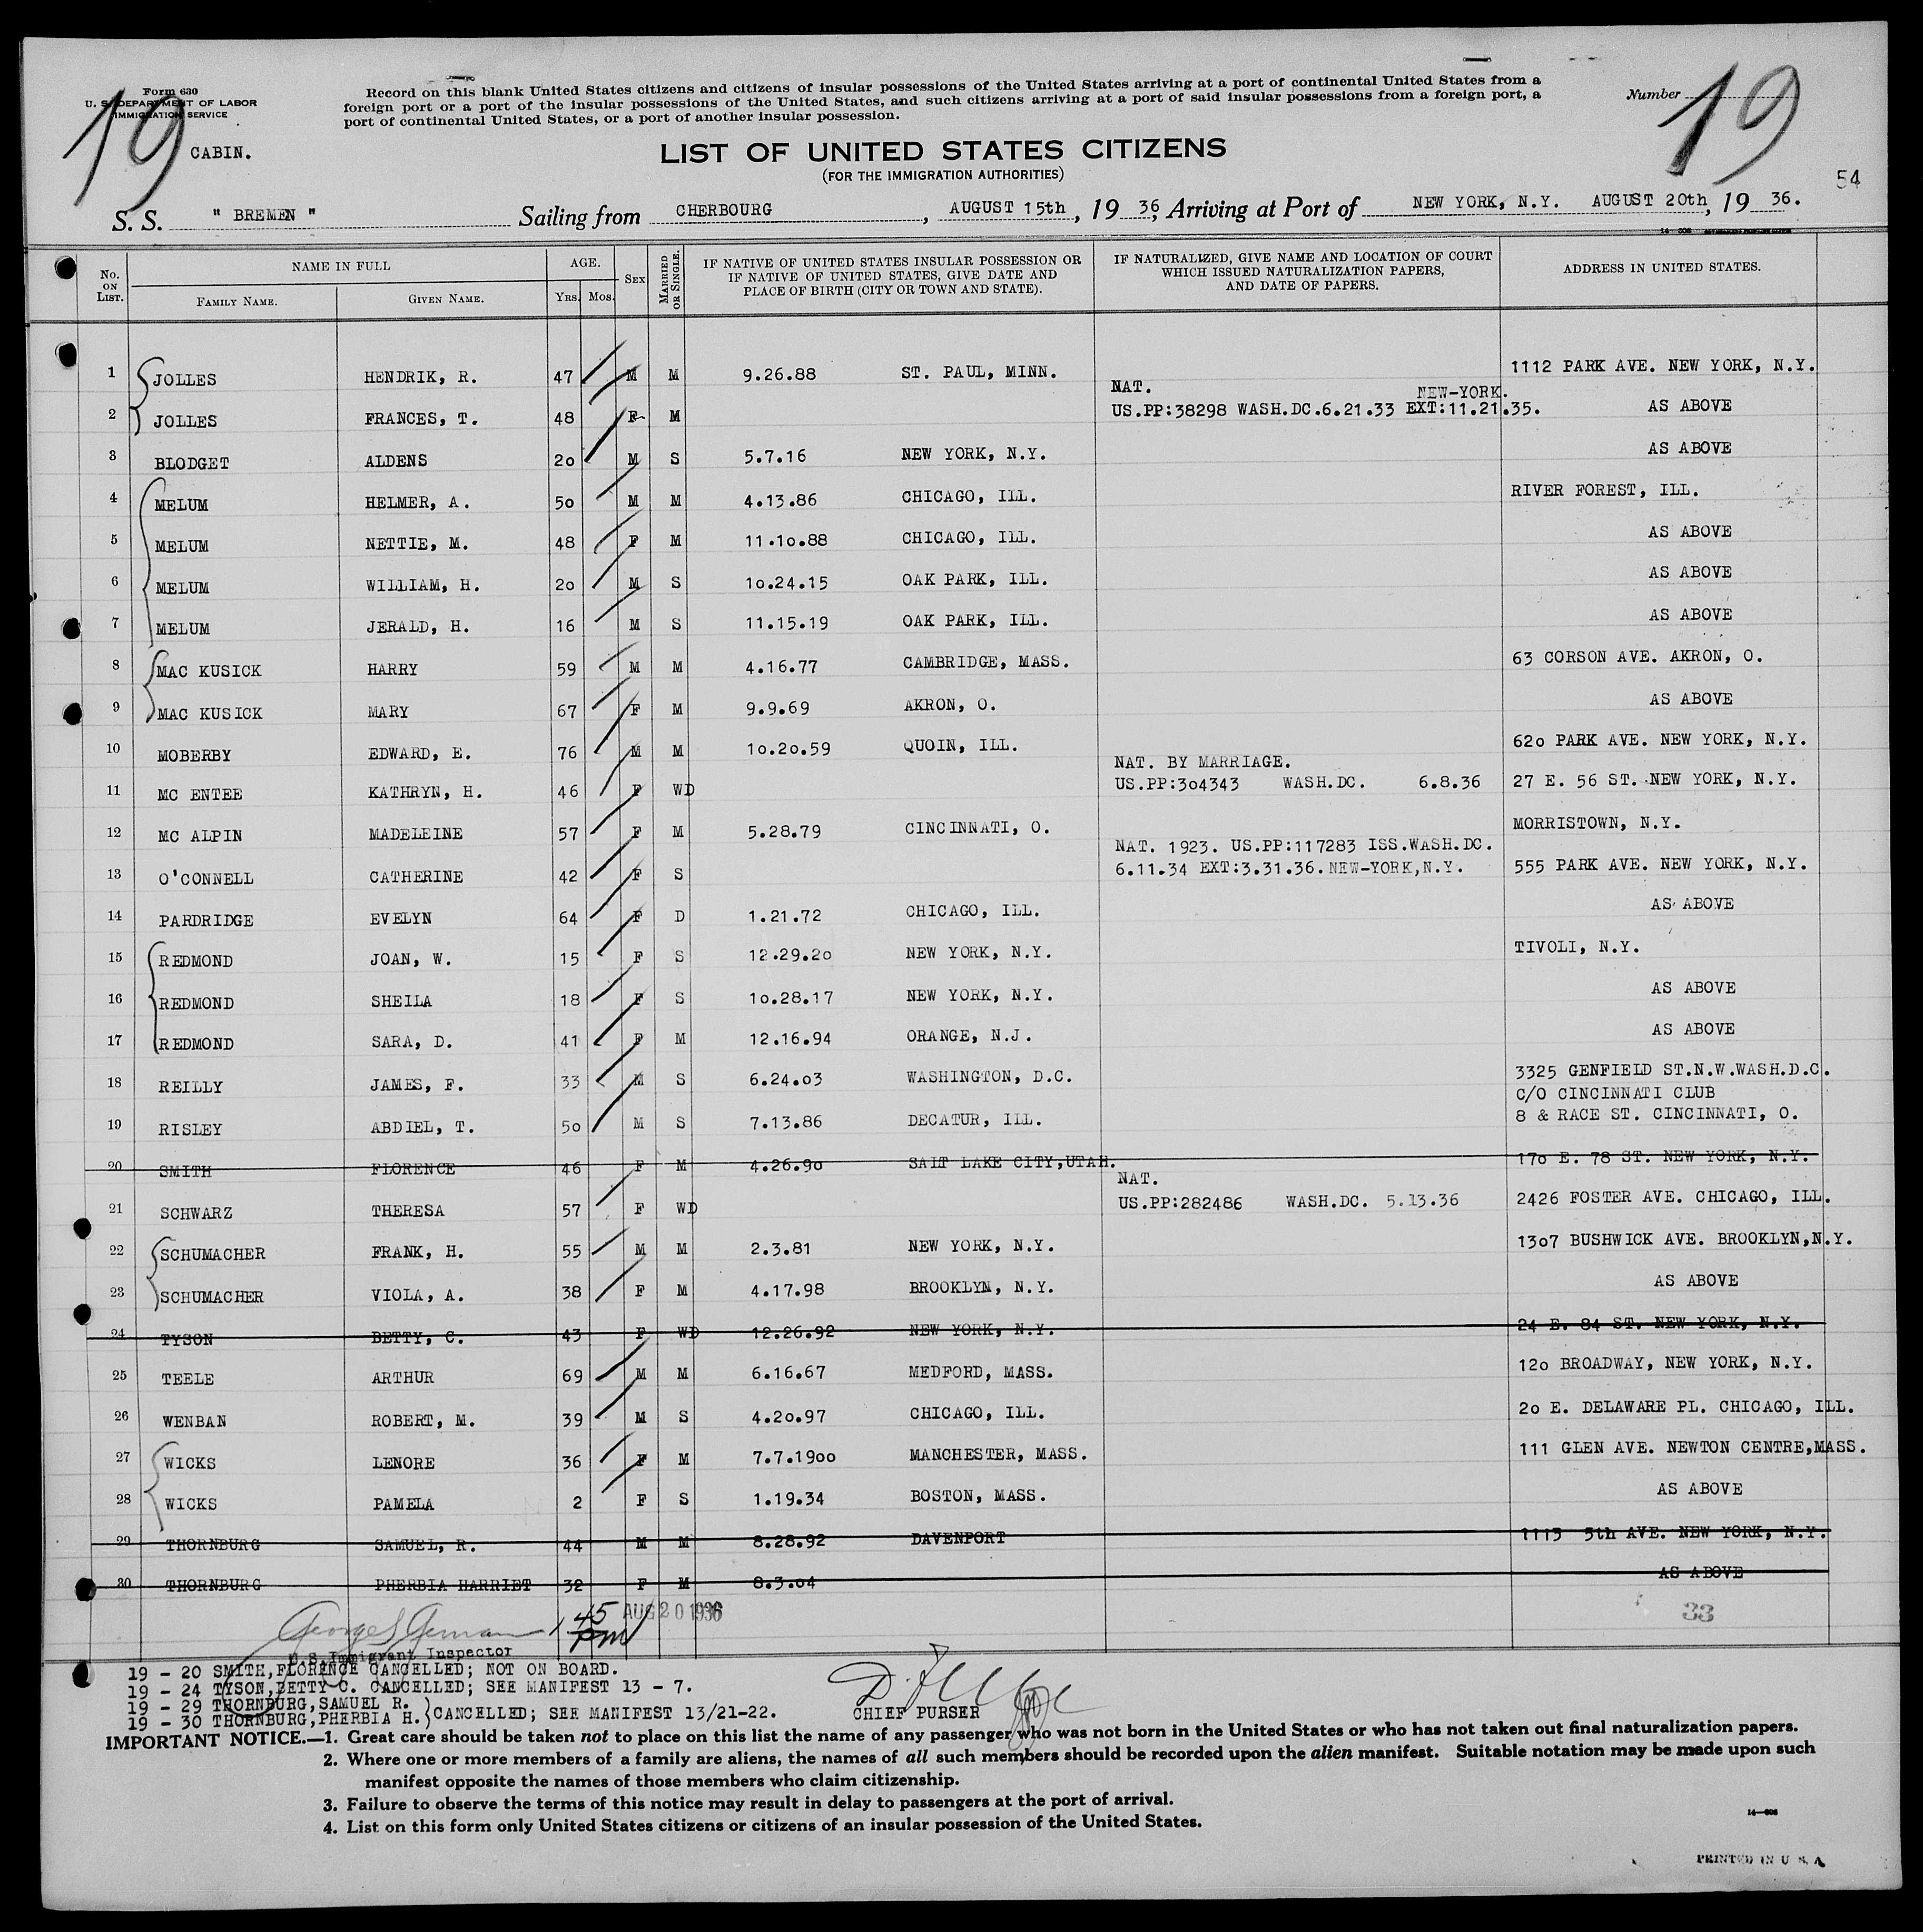 Form 630
U. S. DEPARTMENT OF LABOR
IMMIGRATION SERVICE
19
CABIN.
Record on this blank United States citizens and citizens of insular possessions of the United States arriving at a port of continental United States from a
foreign port or a port of the insular possessions of the United States, and such citizens arriving at a port of said insular possessions from a foreign port, a
port of continental United States, or a port of another insular possession.
Number 19
LIST OF UNITED STATES CITIZENS
(FOR THE IMMIGRATION AUTHORITIES)
54
S. S. " BREMEN " Sailing from CHERBOURG, AUGUST 15th, 19 36, Arriving at Port of NEW YORK, N.Y. AUGUST 20th, 19 36.
No. ON LIST. NAME IN FULL FAMILY NAME. GIVEN NAME. AGE. YRS. MOS. SEX MARRIED OR SINGLE. IF NATIVE OF UNITED STATES INSULAR POSSESSION OR IF NATIVE OF UNITED STATES, GIVE DATE AND PLACE OF BIRTH (CITY OR TOWN AND STATE). IF NATURALIZED, GIVE NAME AND LOCATION OF COURT WHICH ISSUED NATURALIZATION PAPERS, AND DATE OF PAPERS. ADDRESS IN UNITED STATES.
1 JOLLES HENDRIK, R. 47 M M 9.26.88 ST. PAUL, MINN. 1112 PARK AVE. NEW YORK, N.Y.
NAT. NEW-YORK.
2 JOLLES FRANCES, T. 48 F M US.PP:38298 WASH.DC.6.21.33 EXT:11.21.35. AS ABOVE
3 BLODGET ALDENS 20 M S 5.7.16 NEW YORK, N.Y. AS ABOVE
4 MELUM HELMER, A. 50 M M 4.13.86 CHICAGO, ILL. RIVER FOREST, ILL.
5 MELUM NETTIE, M. 48 F M 11.10.88 CHICAGO, ILL. AS ABOVE
6 MELUM WILLIAM, H. 20 M S 10.24.15 OAK PARK, ILL. AS ABOVE
7 MELUM JERALD, H. 16 M S 11.15.19 OAK PARK, ILL. AS ABOVE
8 MAC KUSICK HARRY 59 M M 4.16.77 CAMBRIDGE, MASS. 63 CORSON AVE. AKRON, O.
9 MAC KUSICK MARY 67 F M 9.9.69 AKRON, O. AS ABOVE
10 MOBERBY EDWARD, E. 76 M M 10.20.59 QUOIN, ILL. 620 PARK AVE. NEW YORK, N.Y.
NAT. BY MARRIAGE.
11 MC ENTEE KATHRYN, H. 46 F WD US.PP:304343 WASH.DC. 6.8.36 27 E. 56 ST. NEW YORK, N.Y.
12 MC ALPIN MADELEINE 57 F M 5.28.79 CINCINNATI, O. MORRISTOWN, N.Y.
NAT. 1923. US.PP:117283 ISS.WASH.DC.
13 O'CONNELL CATHERINE 42 F S 6.11.34 EXT:3.31.36.NEW-YORK,N.Y. 555 PARK AVE. NEW YORK, N.Y.
14 PARDRIDGE EVELYN 64 F D 1.21.72 CHICAGO, ILL. AS ABOVE
15 REDMOND JOAN, W. 15 F S 12.29.20 NEW YORK, N.Y. TIVOLI, N.Y.
16 REDMOND SHEILA 18 F S 10.28.17 NEW YORK, N.Y. AS ABOVE
17 REDMOND SARA, D. 41 F M 12.16.94 ORANGE, N.J. AS ABOVE
18 REILLY JAMES, F. 33 M S 6.24.03 WASHINGTON, D.C. 3325 GENFIELD ST.N.W.WASH.D.C.
C/O CINCINNATI CLUB
19 RISLEY ABDIEL, T. 50 M S 7.13.86 DECATUR, ILL. 8 & RACE ST. CINCINNATI, O.
20 SMITH FLORENCE 46 F M 4.26.90 SALT LAKE CITY,UTAH. 170 E. 78 ST. NEW YORK, N.Y.
NAT.
21 SCHWARZ THERESA 57 F WD US.PP:282486 WASH.DC. 5.13.36 2426 FOSTER AVE. CHICAGO, ILL.
22 SCHUMACHER FRANK, H. 55 M M 2.3.81 NEW YORK, N.Y. 1307 BUSHWICK AVE. BROOKLYN,N.Y.
23 SCHUMACHER VIOLA, A. 38 F M 4.17.98 BROOKLYN, N.Y. AS ABOVE
24 TYSON BETTY, C. 43 F WD 12.26.92 NEW YORK, N.Y. 24 E. 84 ST. NEW YORK, N.Y.
25 TEELE ARTHUR 69 M M 6.16.67 MEDFORD, MASS. 120 BROADWAY, NEW YORK, N.Y.
26 WENBAN ROBERT, M. 39 M S 4.20.97 CHICAGO, ILL. 20 E. DELAWARE PL. CHICAGO, ILL.
27 WICKS LENORE 36 F M 7.7.1900 MANCHESTER, MASS. 111 GLEN AVE. NEWTON CENTRE,MASS.
28 WICKS PAMELA 2 F S 1.19.34 BOSTON, MASS. AS ABOVE
29 THORNBURG SAMUEL, R. 44 M M 8.28.92 DAVENPORT 1115 5th AVE. NEW YORK, N.Y.
30 THORNBURG PHERBIA HARRIET 32 F M 8.3.04 AS ABOVE
1 45 pm AUG 20 1936 33
U.S. Immigrant Inspector
19 - 20 SMITH,FLORENCE CANCELLED; NOT ON BOARD.
19 - 24 TYSON,BETTY C. CANCELLED; SEE MANIFEST 13 - 7.
19 - 29 THORNBURG,SAMUEL R.
19 - 30 THORNBURG,PHERBIA H. CANCELLED; SEE MANIFEST 13/21-22.
CHIEF PURSER
IMPORTANT NOTICE.—1. Great care should be taken not to place on this list the name of any passenger who was not born in the United States or who has not taken out final naturalization papers.
2. Where one or more members of a family are aliens, the names of all such members should be recorded upon the alien manifest. Suitable notation may be made upon such
manifest opposite the names of those members who claim citizenship.
3. Failure to observe the terms of this notice may result in delay to passengers at the port of arrival.
4. List on this form only United States citizens or citizens of an insular possession of the United States.
PRINTED IN U S A